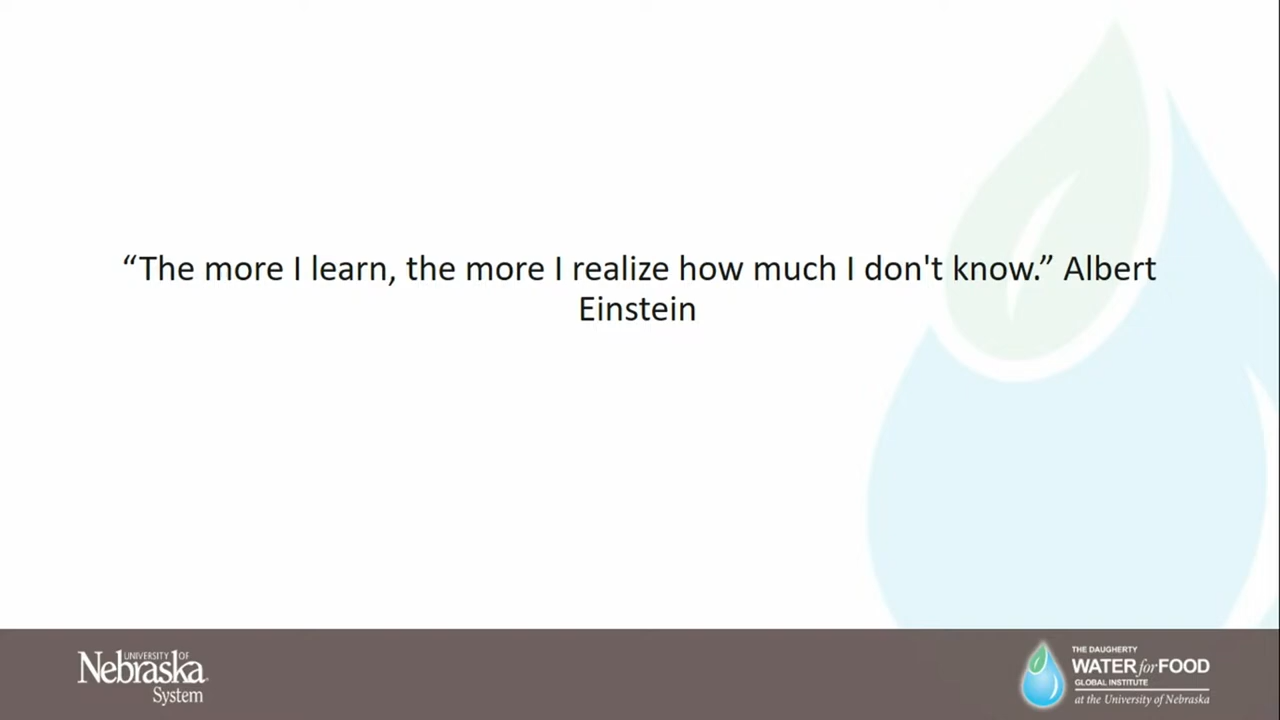 “The more I learn, the more I realize how much I don't know.” Albert
Einstein
UNIVERSITY OF
Nebraska
System
THE DAUGHERTY
WATER for FOOD
GLOBAL INSTITUTE
at the University of Nebraska